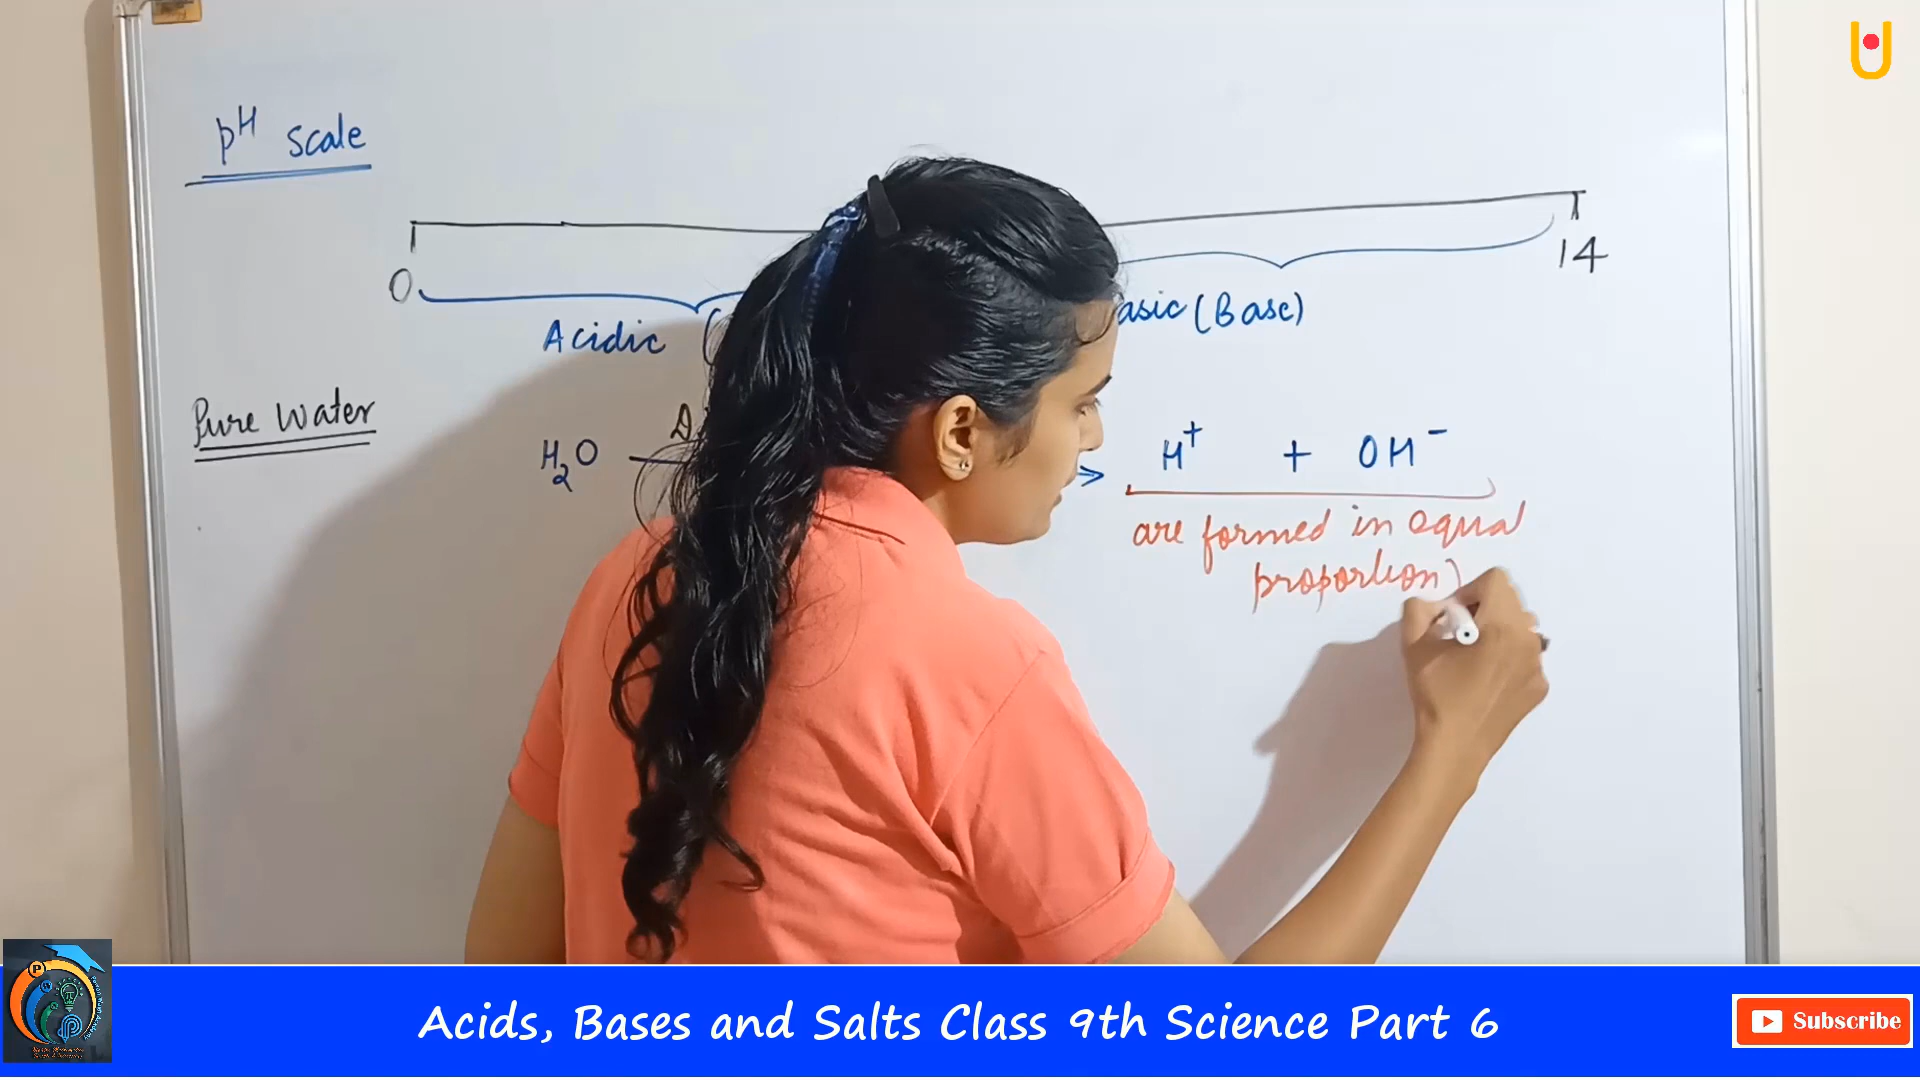 pH scale
0
14
Acidic (
asic (Base)
Pure Water
H₂O
H⁺ + OH⁻
are formed in equal
proportion)
Acids, Bases and Salts Class 9th Science Part 6
Subscribe